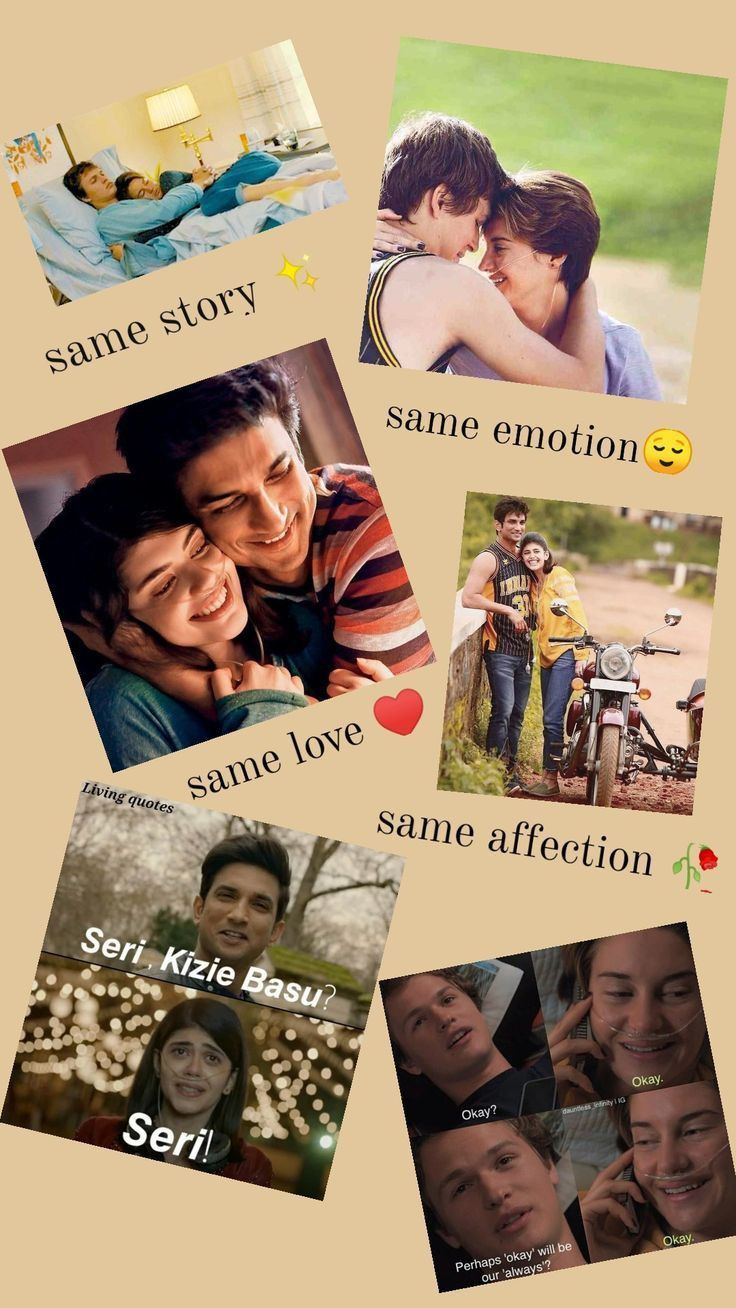 same story
same emotion
same love
same affection
Living quotes
Seri, Kizie Basu?
Seri!
Okay?
Okay.
dauntless_infinity | IG
Perhaps 'okay' will be
our 'always'?
Okay.